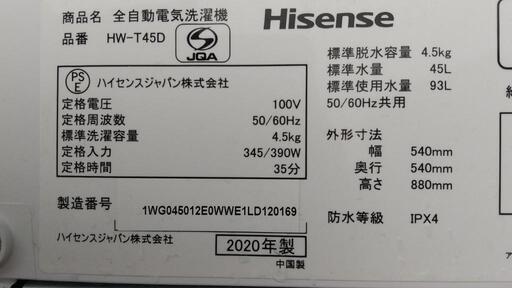 商品名 全自動電気洗濯機
品番 HW-T45D
JQA
PS
E
ハイセンスジャパン株式会社
定格電圧 100V
定格周波数 50/60Hz
標準洗濯容量 4.5kg
定格入力 345/390W
定格時間 35分
製造番号 1WG045012E0WWE1LD120169
ハイセンスジャパン株式会社
2020年製
中国製
Hisense
標準脱水容量 4.5kg
標準水量 45L
標準使用水量 93L
50/60Hz共用
外形寸法
幅 540mm
奥行 540mm
高さ 880mm
防水等級 IPX4